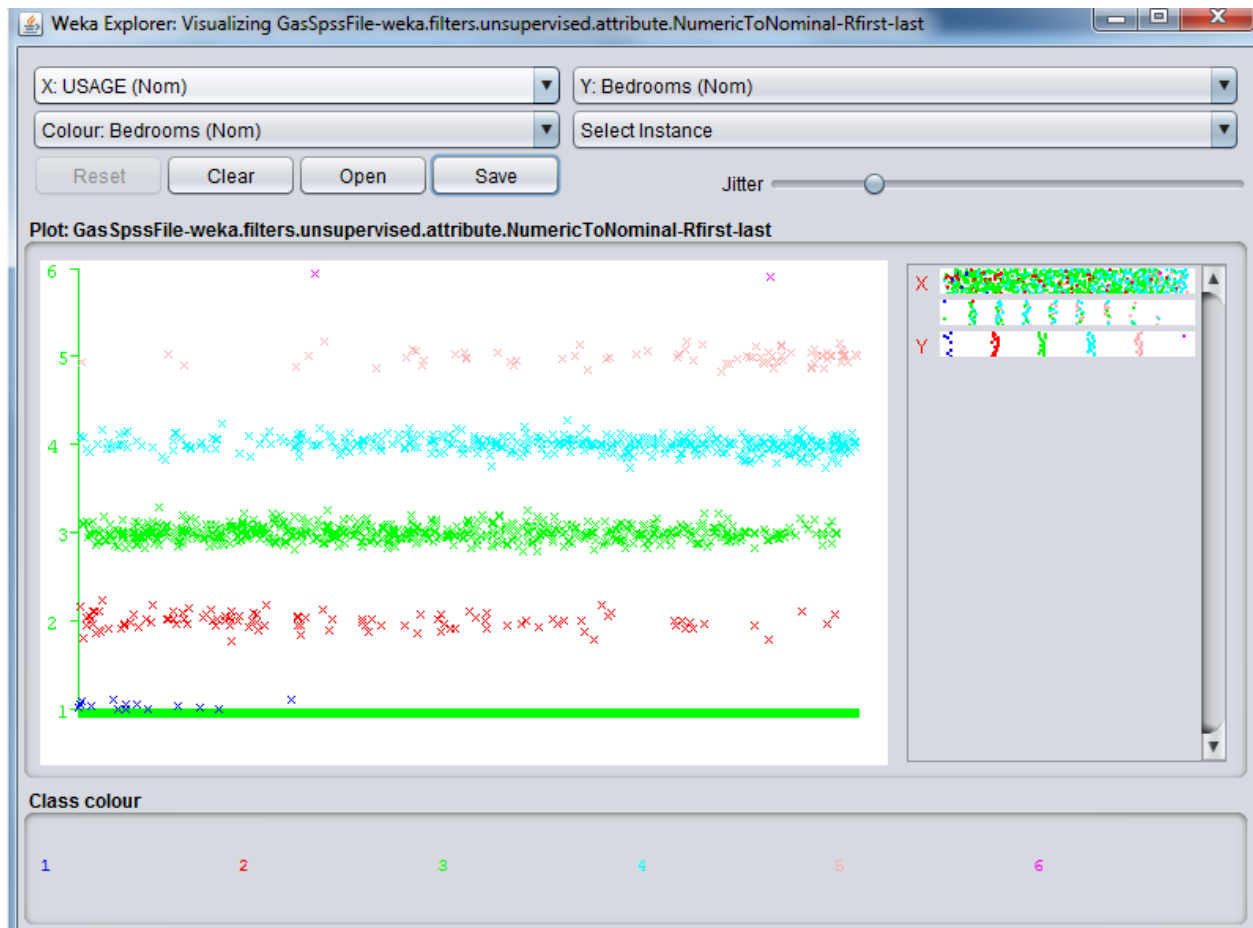 Weka Explorer: Visualizing GasSpssFile-weka.filters.unsupervised.attribute.NumericToNominal-Rfirst-last
X: USAGE (Nom) Y: Bedrooms (Nom)
Colour: Bedrooms (Nom) Select Instance
Reset Clear Open Save Jitter
Plot: GasSpssFile-weka.filters.unsupervised.attribute.NumericToNominal-Rfirst-last
6
5
4
3
2
1
X
Y
Class colour
1 2 3 4 5 6